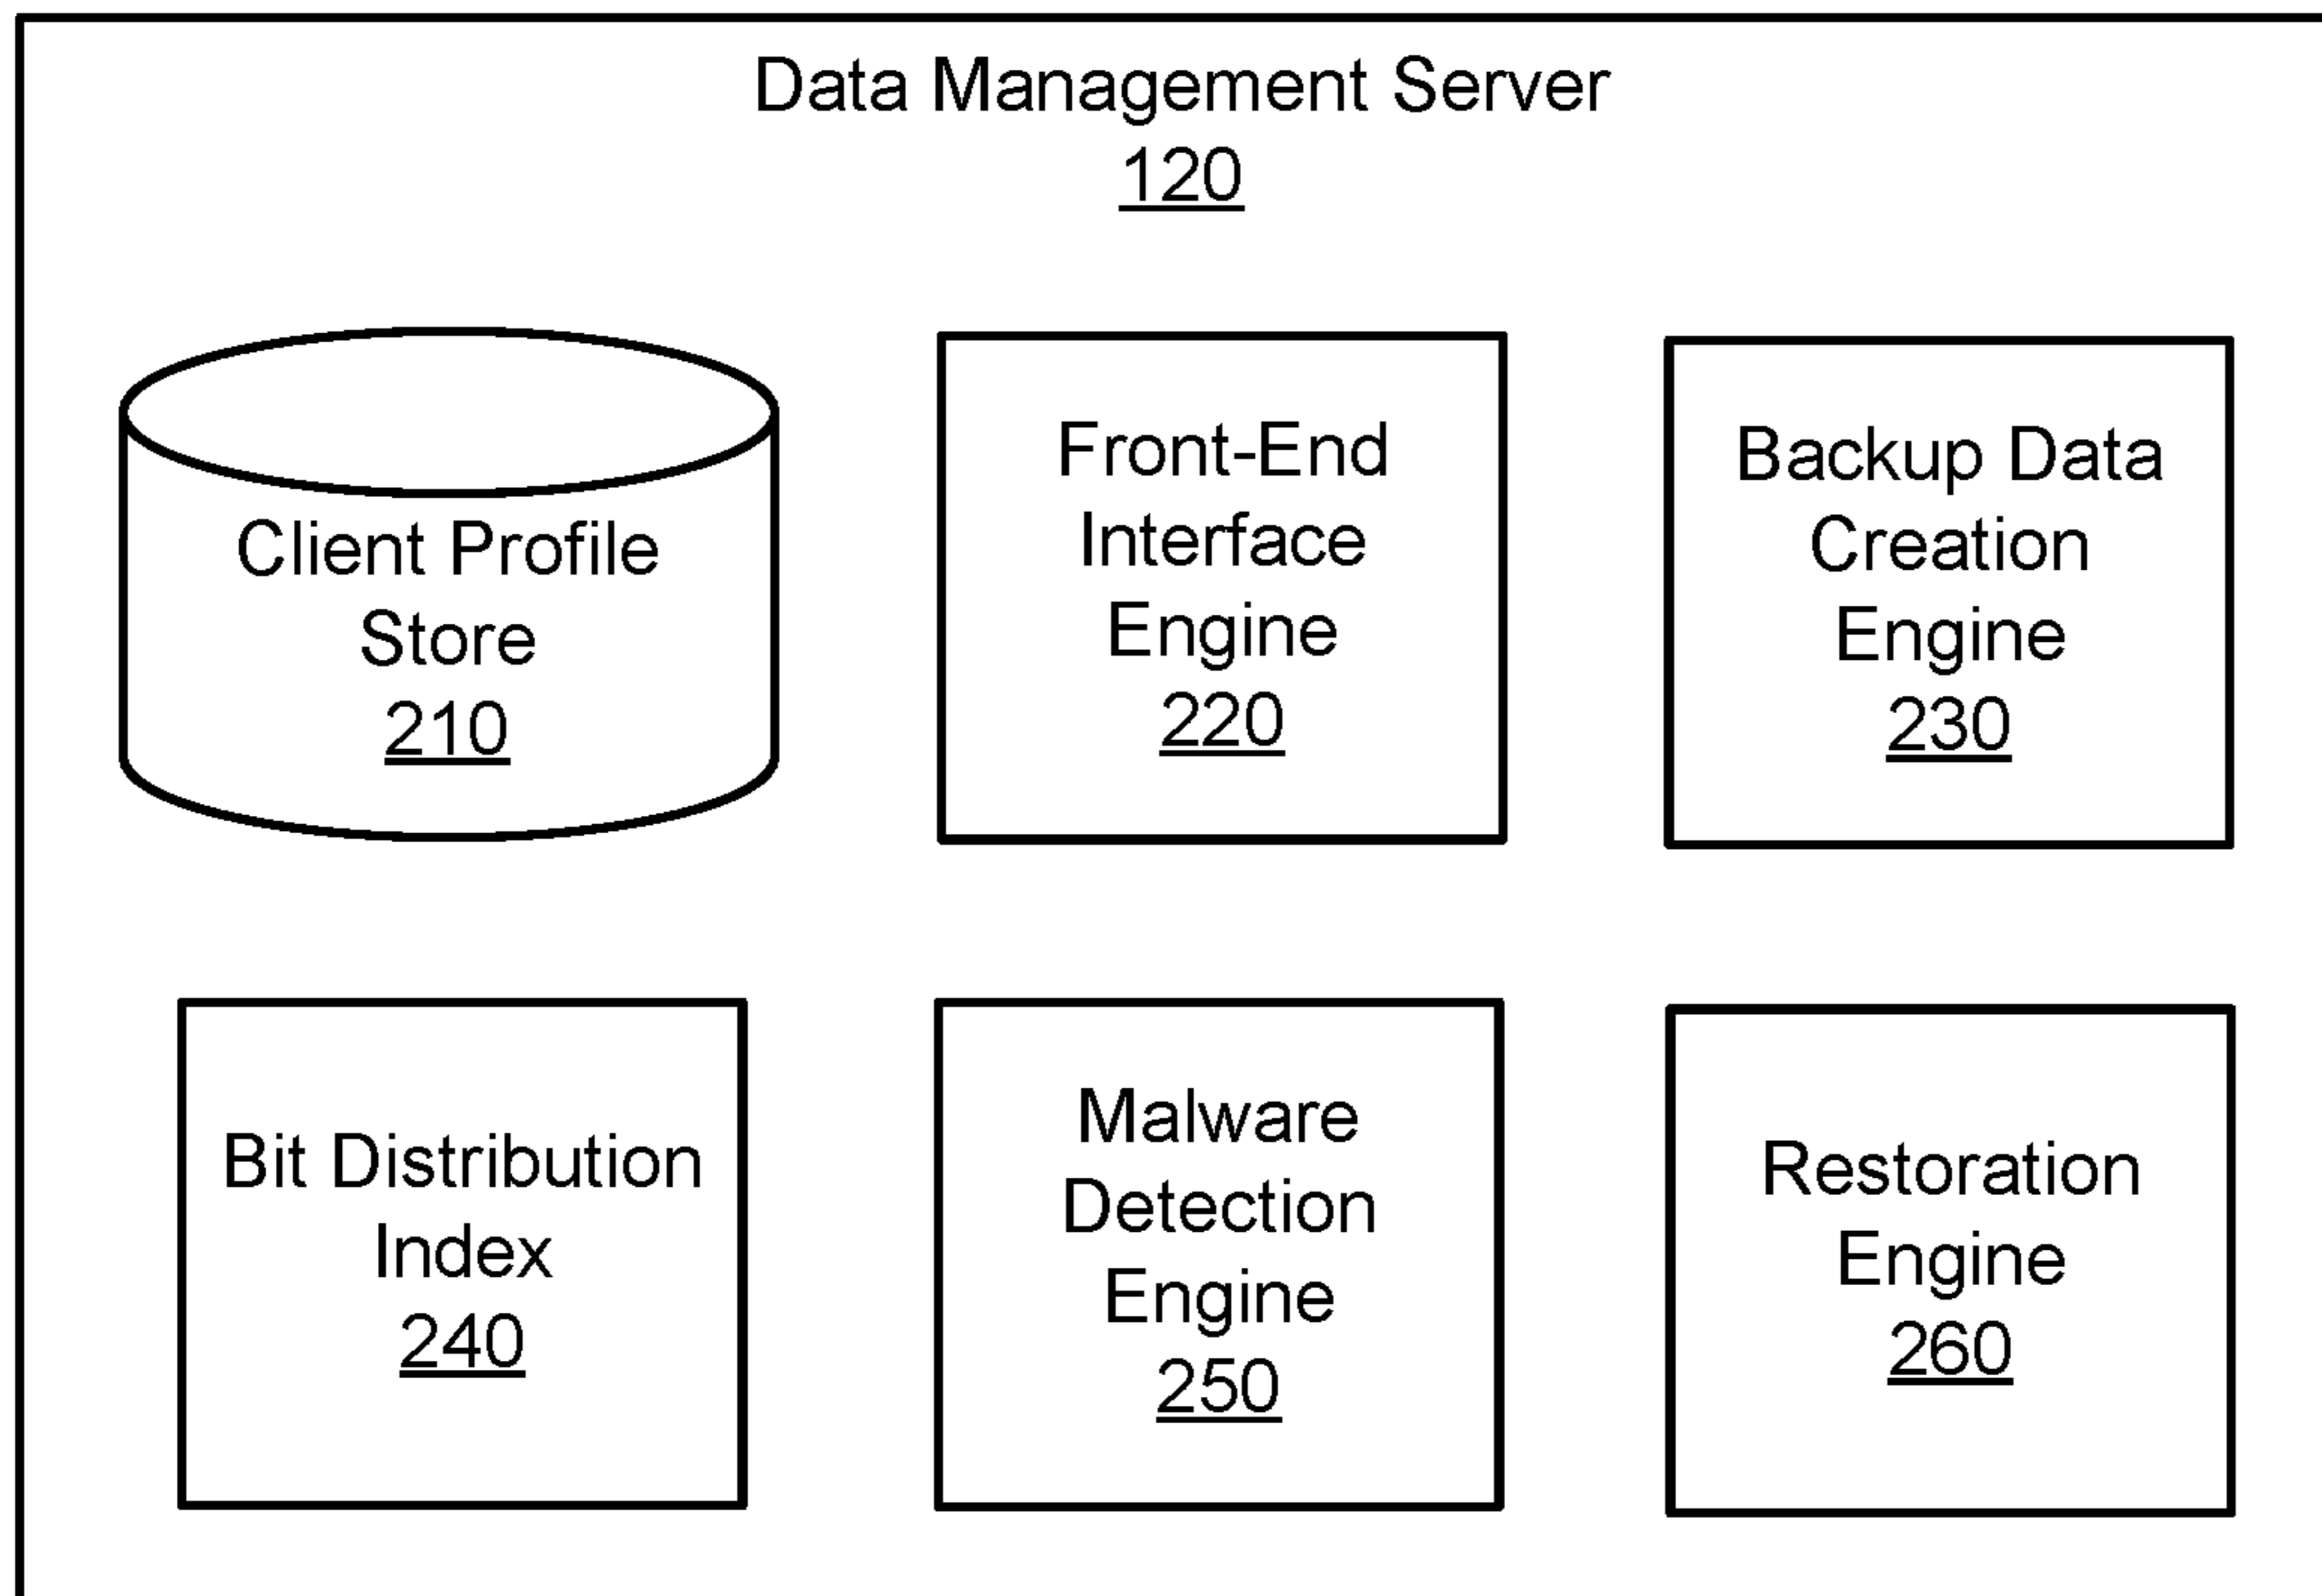 Data Management Server
120
Client Profile
Store
210
Front-End
Interface
Engine
220
Backup Data
Creation
Engine
230
Bit Distribution
Index
240
Malware
Detection
Engine
250
Restoration
Engine
260